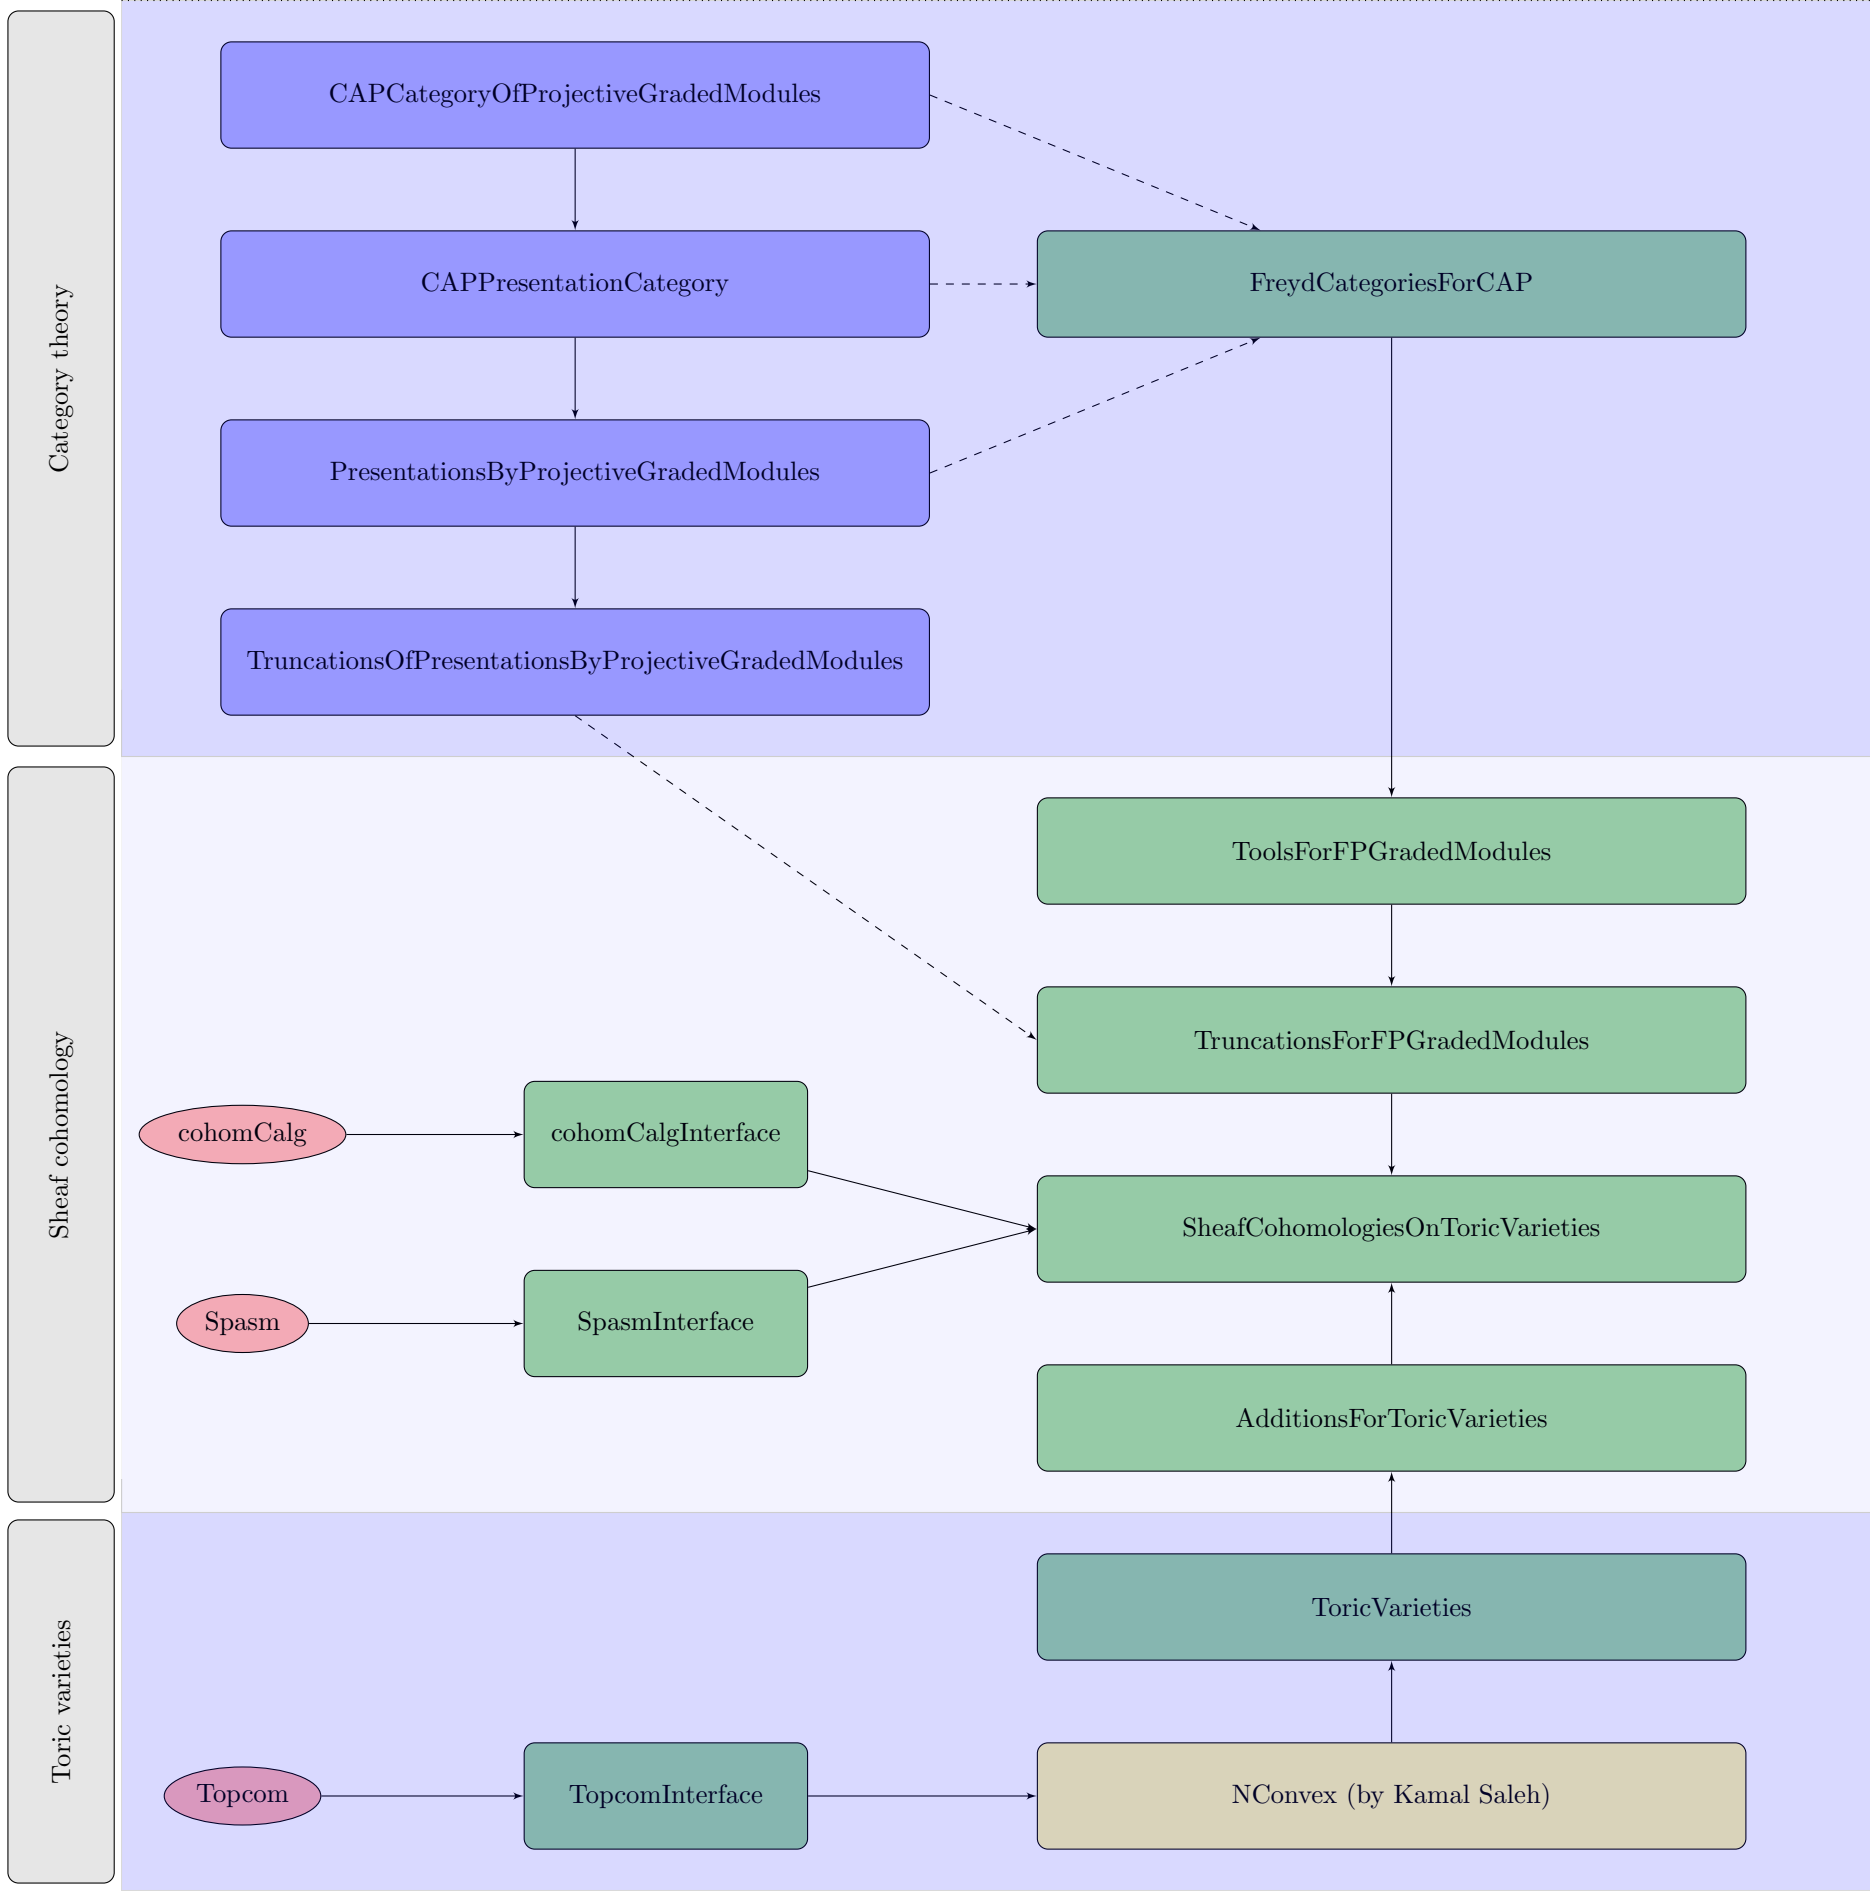 Category theory
CAPCategoryOfProjectiveGradedModules
CAPPresentationCategory
FreydCategoriesForCAP
PresentationsByProjectiveGradedModules
TruncationsOfPresentationsByProjectiveGradedModules
Sheaf cohomology
ToolsForFPGradedModules
TruncationsForFPGradedModules
cohomCalg
cohomCalgInterface
SheafCohomologiesOnToricVarieties
Spasm
SpasmInterface
AdditionsForToricVarieties
Toric varieties
ToricVarieties
Topcom
TopcomInterface
NConvex (by Kamal Saleh)